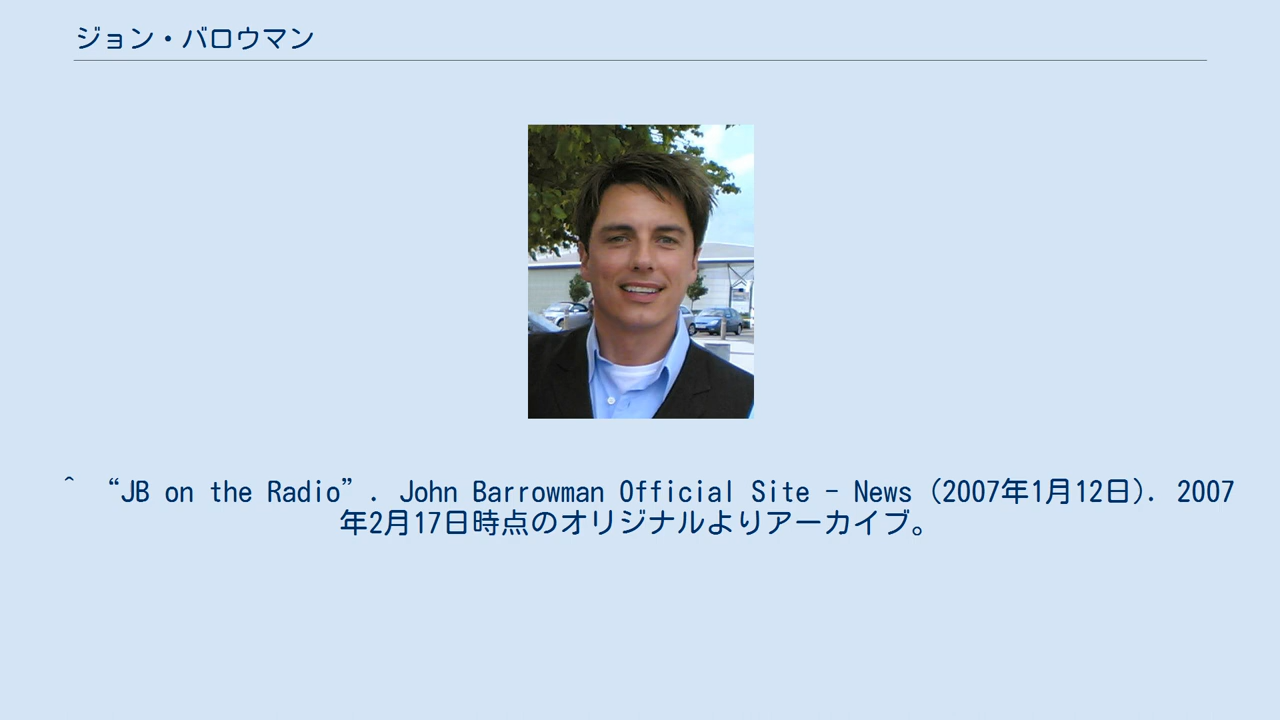 ジョン・バロウマン
^ “JB on the Radio”. John Barrowman Official Site - News (2007年1月12日). 2007
年2月17日時点のオリジナルよりアーカイブ。